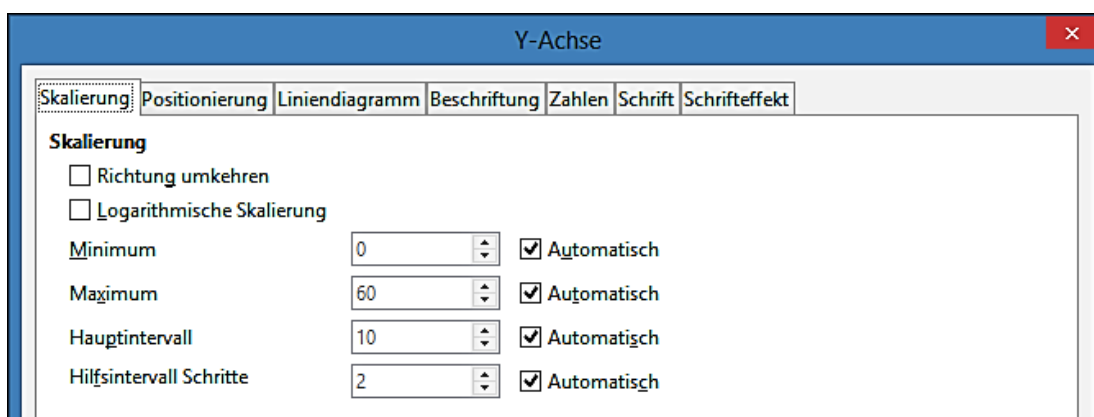 Y-Achse
Skalierung Positionierung Liniendiagramm Beschriftung Zahlen Schrift Schrifteffekt
Skalierung
Richtung umkehren
Logarithmische Skalierung
Minimum 0 Automatisch
Maximum 60 Automatisch
Hauptintervall 10 Automatisch
Hilfsintervall Schritte 2 Automatisch